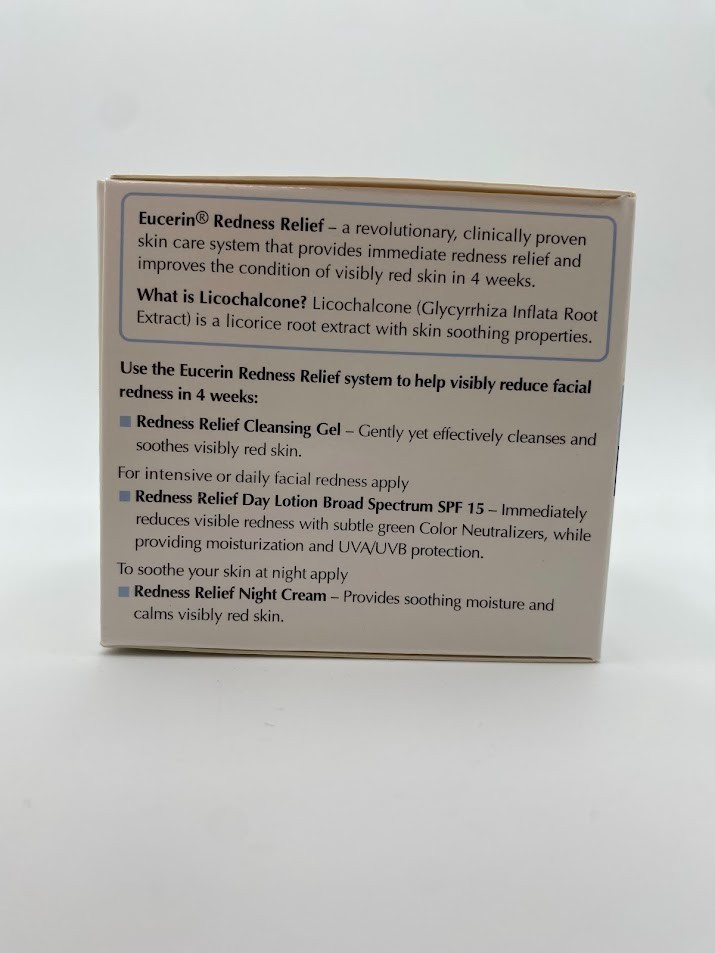 Eucerin® Redness Relief – a revolutionary, clinically proven
skin care system that provides immediate redness relief and
improves the condition of visibly red skin in 4 weeks.
What is Licochalcone? Licochalcone (Glycyrrhiza Inflata Root
Extract) is a licorice root extract with skin soothing properties.
Use the Eucerin Redness Relief system to help visibly reduce facial
redness in 4 weeks:
■ Redness Relief Cleansing Gel – Gently yet effectively cleanses and
soothes visibly red skin.
For intensive or daily facial redness apply
■ Redness Relief Day Lotion Broad Spectrum SPF 15 – Immediately
reduces visible redness with subtle green Color Neutralizers, while
providing moisturization and UVA/UVB protection.
To soothe your skin at night apply
■ Redness Relief Night Cream – Provides soothing moisture and
calms visibly red skin.